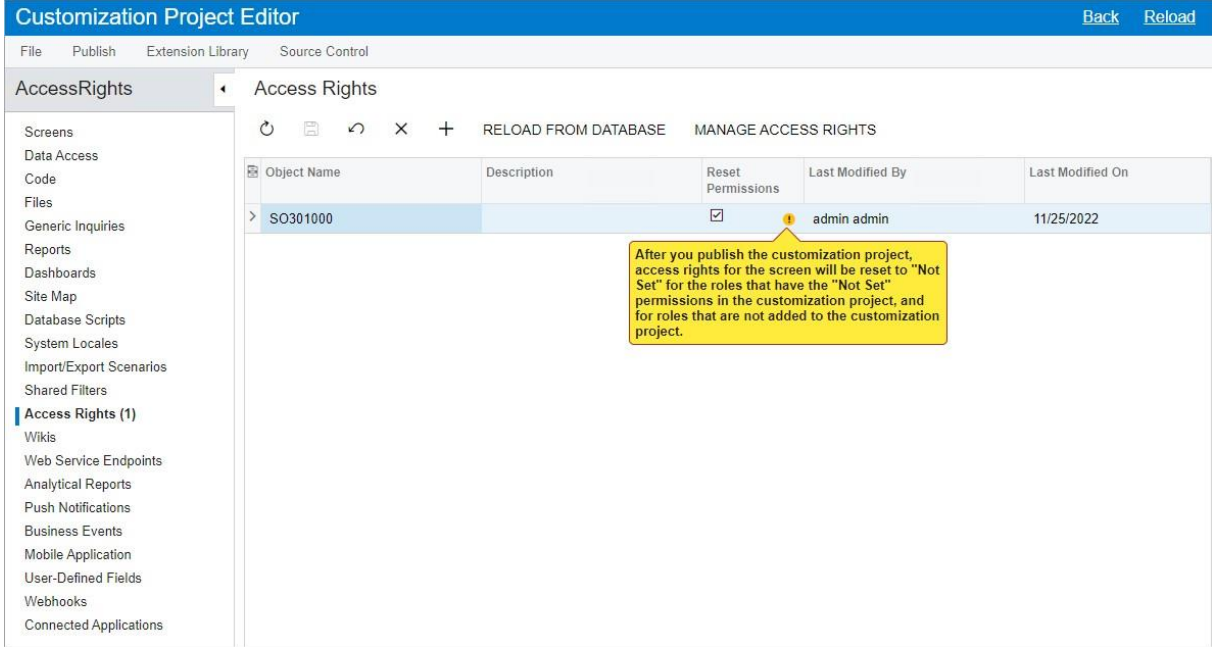 Customization Project Editor
Back Reload
File Publish Extension Library Source Control
AccessRights
Access Rights
RELOAD FROM DATABASE MANAGE ACCESS RIGHTS
Screens
Data Access
Code
Files
Generic Inquiries
Reports
Dashboards
Site Map
Database Scripts
System Locales
Import/Export Scenarios
Shared Filters
Access Rights (1)
Wikis
Web Service Endpoints
Analytical Reports
Push Notifications
Business Events
Mobile Application
User-Defined Fields
Webhooks
Connected Applications
Object Name Description Reset Last Modified By Last Modified On
Permissions
SO301000 admin admin 11/25/2022
After you publish the customization project,
access rights for the screen will be reset to "Not
Set" for the roles that have the "Not Set"
permissions in the customization project, and
for roles that are not added to the customization
project.